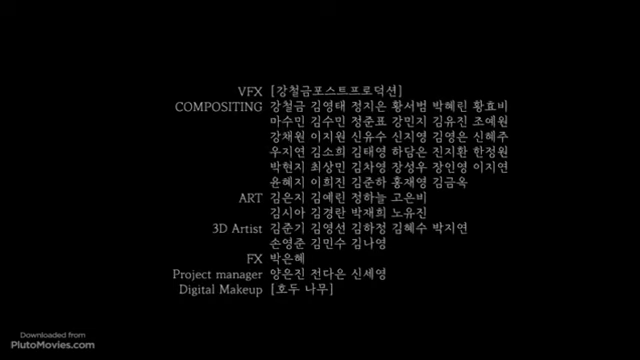 VFX [강철금포스트프로덕션]
COMPOSITING 강철금 김영태 정지은 황서범 박혜린 황효비
마수민 김수민 정준표 강민지 김유진 조예원
강채원 이지원 신유수 신지영 김영은 신혜주
우지연 김소희 김태영 하담은 진지환 한정원
박현지 최상민 김차영 장성우 장인영 이지연
윤혜지 이희진 김준하 홍재영 김금옥
ART 김은지 김예린 정하늘 고은비
김시아 김경란 박재희 노유진
3D Artist 김준기 김영선 김하정 김혜수 박지연
손영준 김민수 김나영
FX 박은혜
Project manager 양은진 전다은 신세영
Digital Makeup [호두 나무]
Downloaded from
PlutoMovies.com